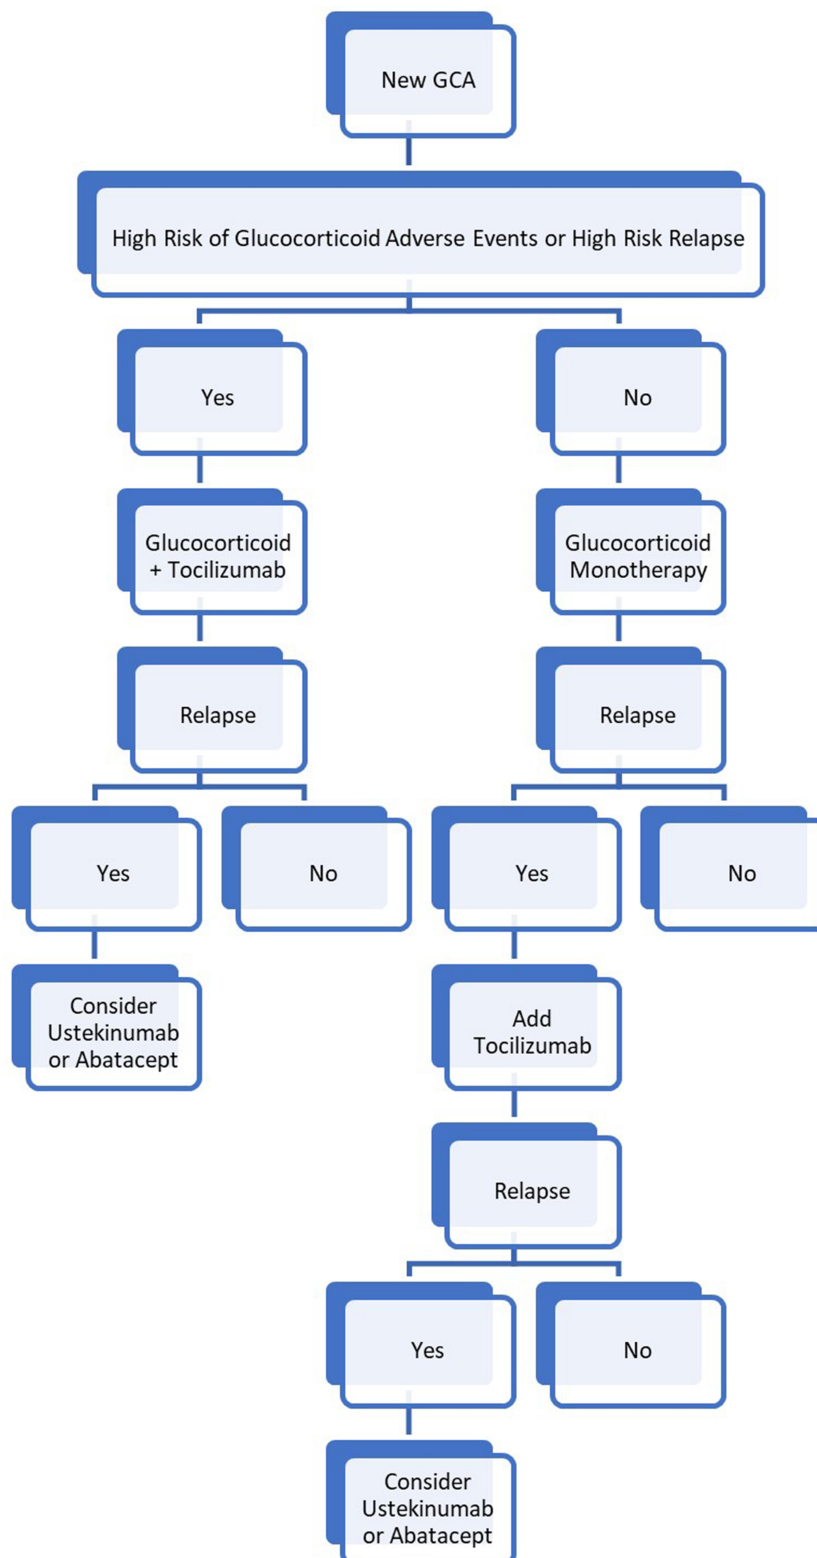 New GCA
High Risk of Glucocorticoid Adverse Events or High Risk Relapse
Yes
No
Glucocorticoid
+ Tocilizumab
Glucocorticoid
Monotherapy
Relapse
Relapse
Yes
No
Yes
No
Consider
Ustekinumab
or Abatacept
Add
Tocilizumab
Relapse
Yes
No
Consider
Ustekinumab
or Abatacept